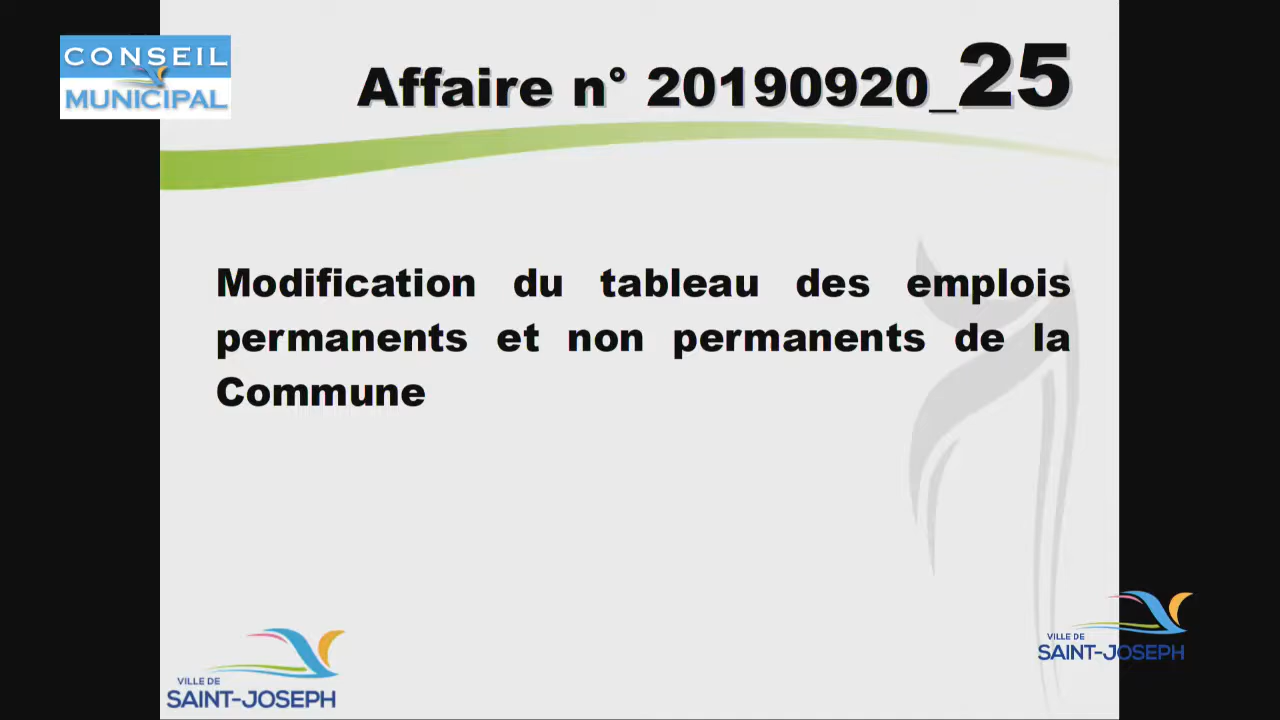 CONSEIL
MUNICIPAL
Affaire n° 20190920_25
Modification du tableau des emplois
permanents et non permanents de la
Commune
VILLE DE
SAINT-JOSEPH
VILLE DE
SAINT-JOSEPH